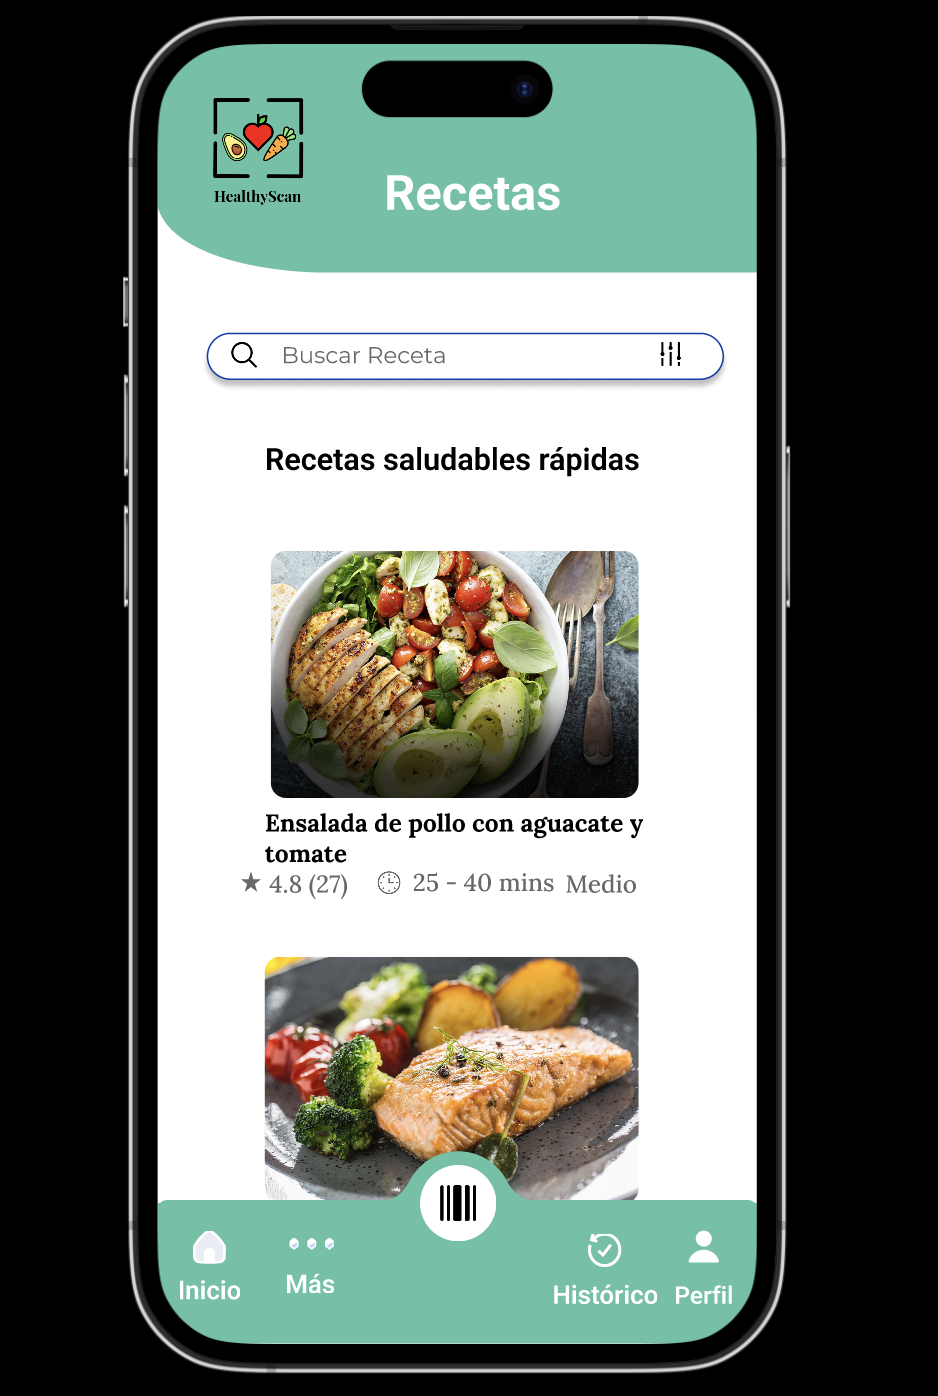 HealthyScan
Recetas
Buscar Receta
Recetas saludables rápidas
Ensalada de pollo con aguacate y
tomate
4.8 (27) 25 - 40 mins Medio
Inicio Más Histórico Perfil